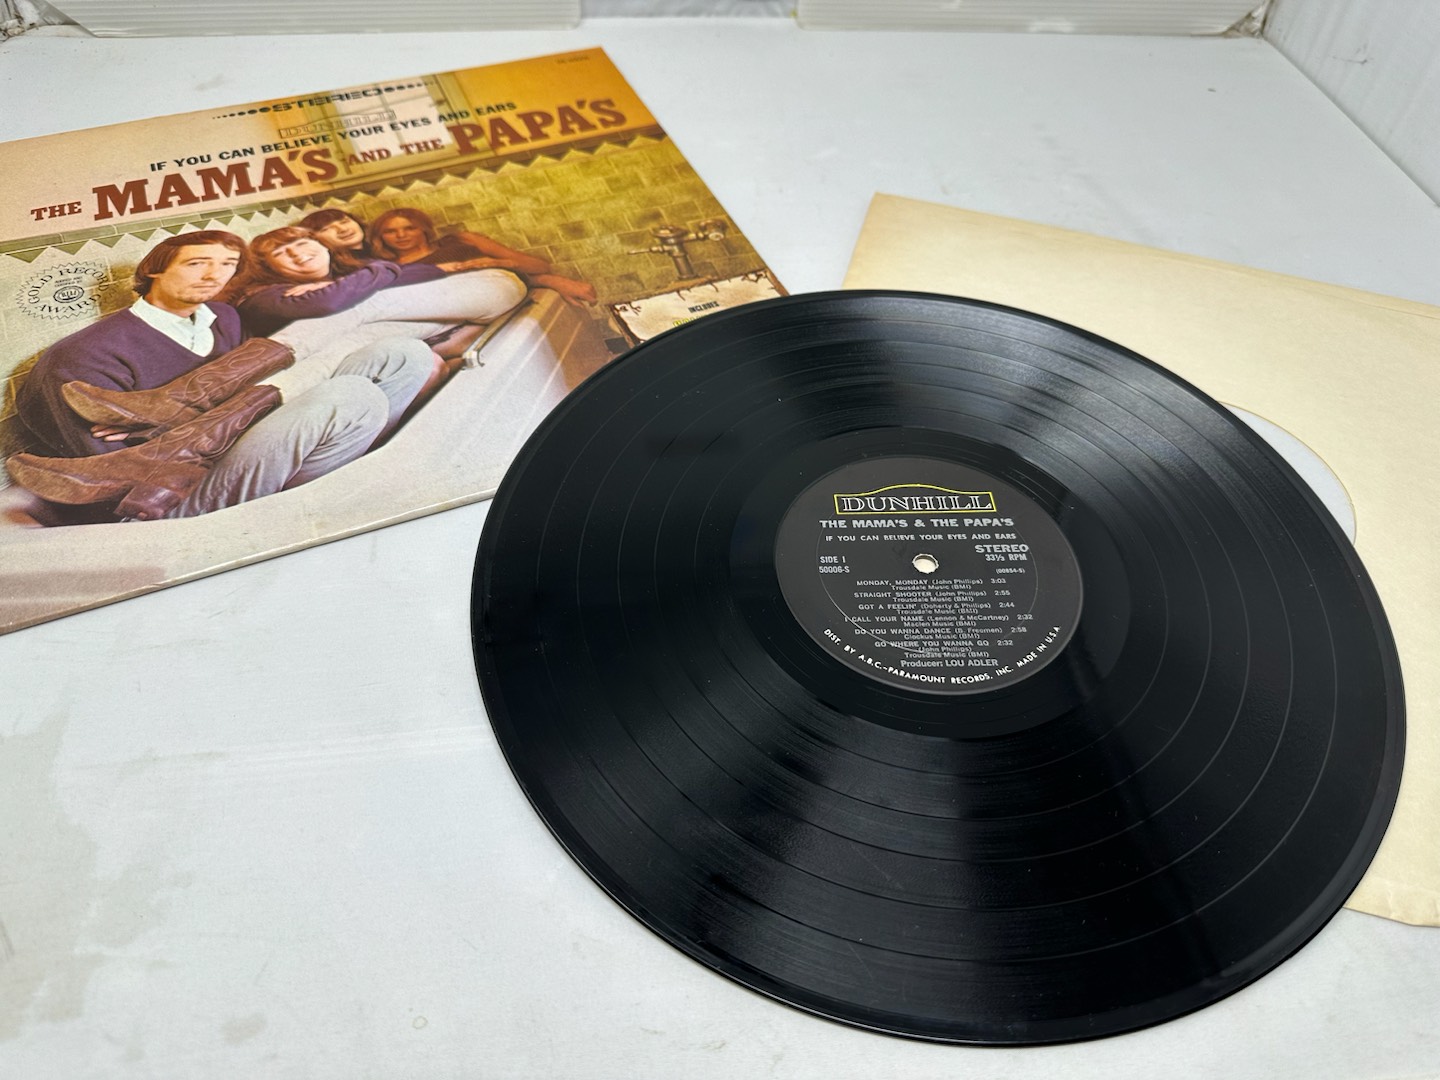 STEREO
DUNHILL
IF YOU CAN BELIEVE YOUR EYES AND EARS
THE MAMA'S AND THE PAPA'S
GOLD RECORD AWARD
INCLUDES
DUNHILL
THE MAMA'S & THE PAPA'S
IF YOU CAN BELIEVE YOUR EYES AND EARS
STEREO
SIDE 1 33⅓ RPM
50006-S (00854-S)
MONDAY, MONDAY (John Phillips) 3:03
Trousdale Music (BMI)
STRAIGHT SHOOTER (John Phillips) 2:55
Trousdale Music (BMI)
GOT A FEELIN' (Doherty & Phillips) 2:44
Trousdale Music (BMI)
I CALL YOUR NAME (Lennon & McCartney) 2:32
Maclen Music (BMI)
DO YOU WANNA DANCE (B. Freeman) 2:58
Clockus Music (BMI)
GO WHERE YOU WANNA GO 2:32
(John Phillips)
Trousdale Music (BMI)
Producer: LOU ADLER
DIST. BY A.B.C.-PARAMOUNT RECORDS, INC. MADE IN U.S.A